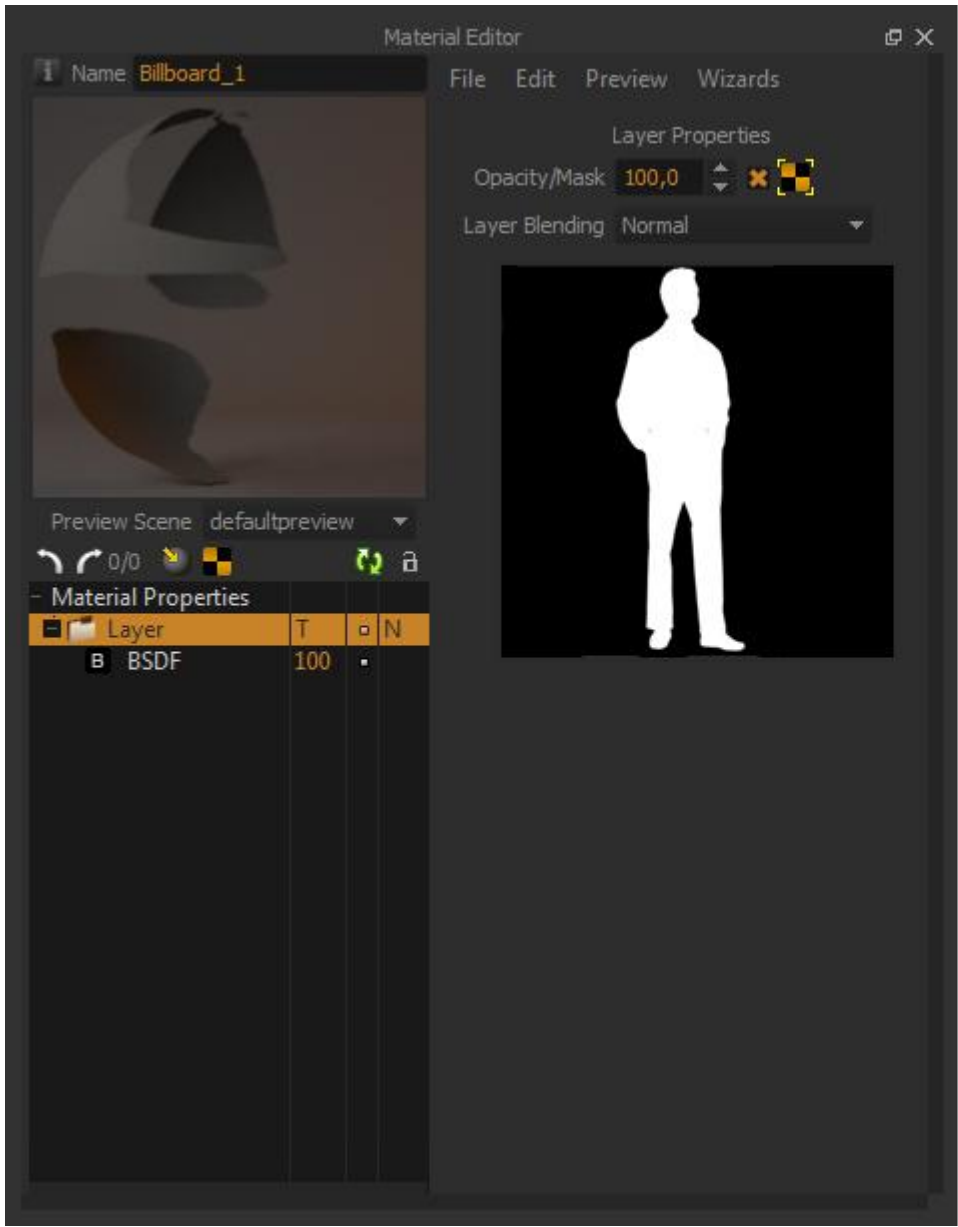 Material Editor
Name Billboard_1
File Edit Preview Wizards
Layer Properties
Opacity/Mask 100,0
Layer Blending Normal
Preview Scene defaultpreview
0/0
Material Properties
Layer T N
B BSDF 100